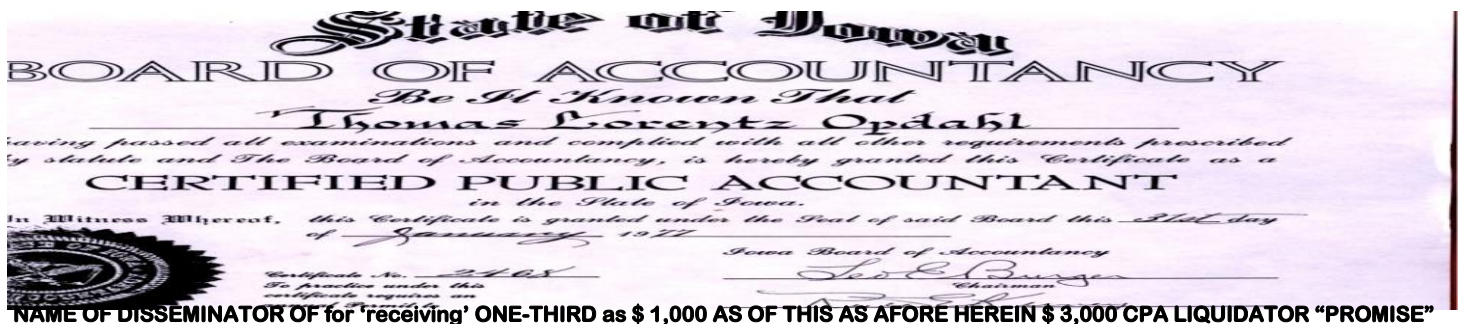 State of Iowa
BOARD OF ACCOUNTANCY
Be It Known That
Thomas Lorentz Opdahl
having passed all examinations and complied with all other requirements prescribed
by statute and The Board of Accountancy, is hereby granted this Certificate as a
CERTIFIED PUBLIC ACCOUNTANT
in the State of Iowa.
In Witness Whereof, this Certificate is granted under the Seal of said Board this 31st day
of January 1977
Iowa Board of Accountancy
Certificate No. 2468
Leo E Burger
To practice under this
Chairman
certificate requires an
"NAME OF DISSEMINATOR OF for 'receiving' ONE-THIRD as $ 1,000 AS OF THIS AS AFORE HEREIN $ 3,000 CPA LIQUIDATOR “PROMISE”